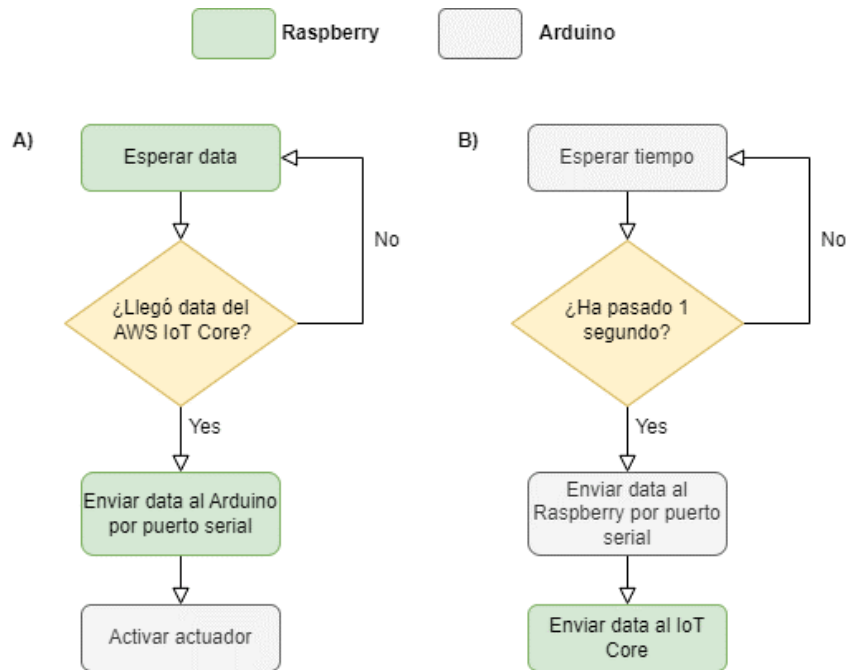 Raspberry
Arduino
A)
Esperar data
No
¿Llegó data del
AWS IoT Core?
Yes
Enviar data al Arduino
por puerto serial
Activar actuador
B)
Esperar tiempo
No
¿Ha pasado 1
segundo?
Yes
Enviar data al
Raspberry por puerto
serial
Enviar data al IoT
Core